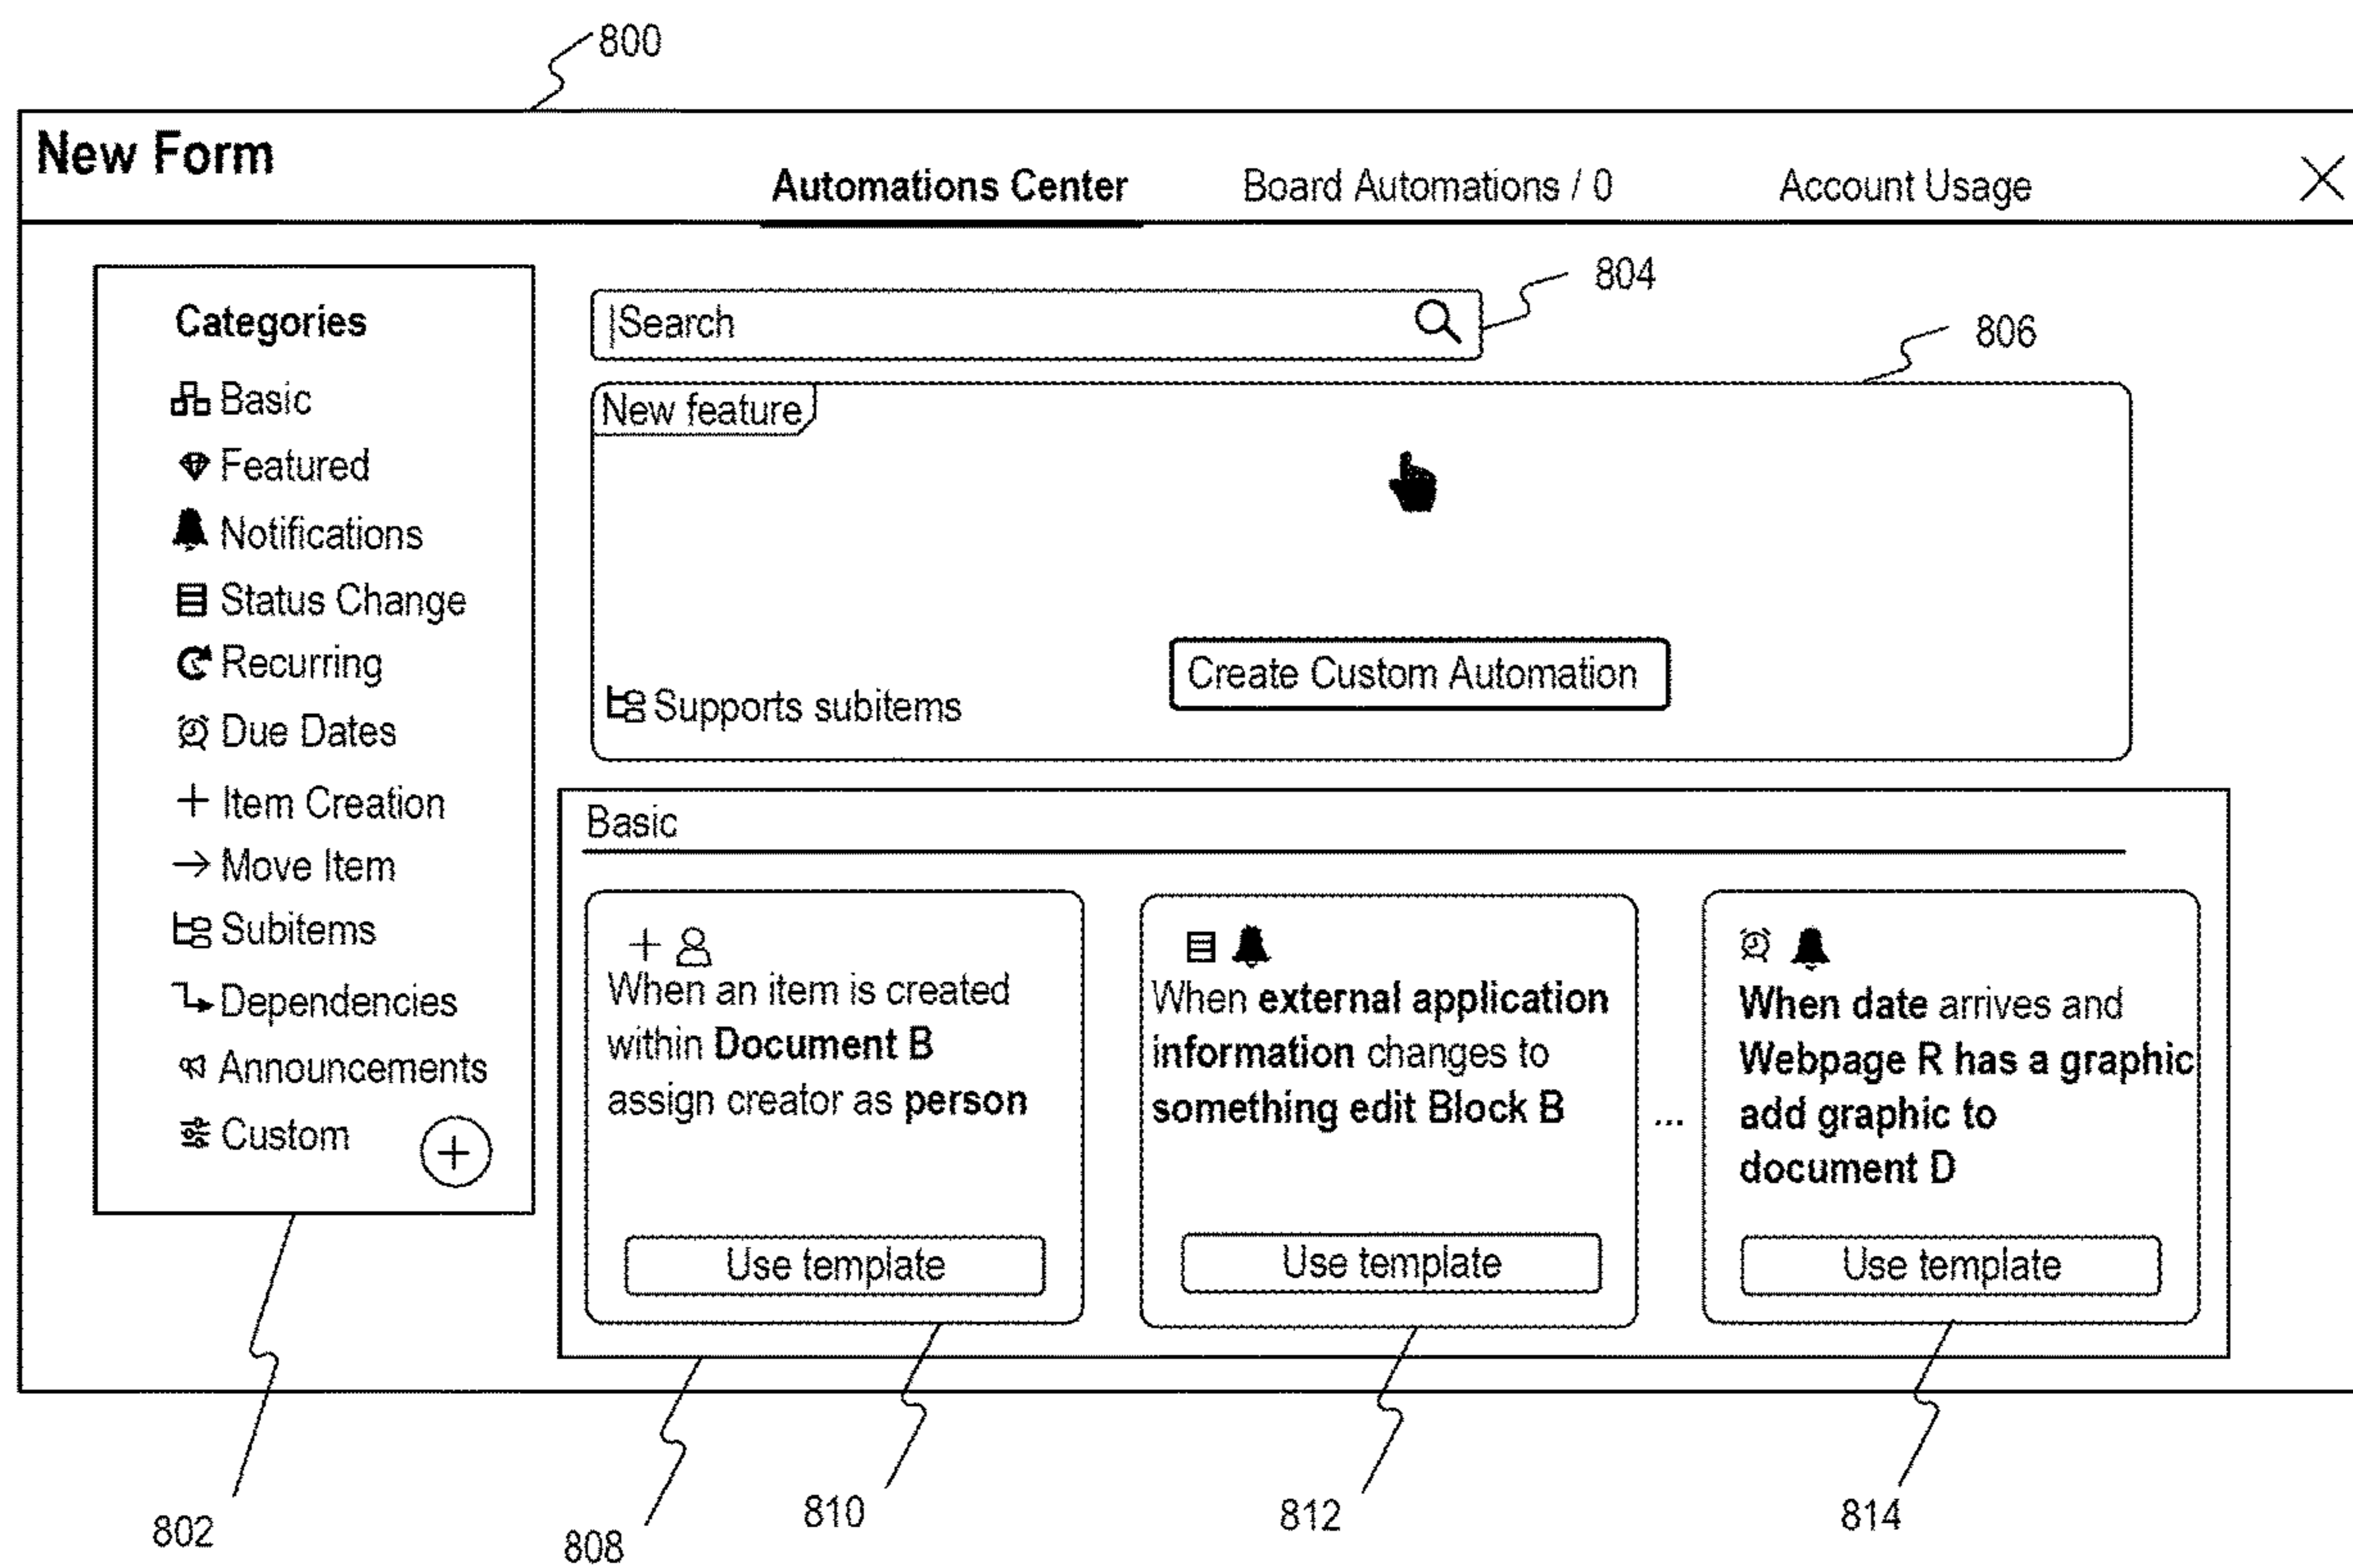 800
New Form
Automations Center
Board Automations / 0
Account Usage
Categories
Basic
Featured
Notifications
Status Change
Recurring
Due Dates
Item Creation
Move Item
Subitems
Dependencies
Announcements
Custom
Search
804
806
New feature
Supports subitems
Create Custom Automation
Basic
When an item is created
within Document B
assign creator as person
Use template
When external application
information changes to
something edit Block B
Use template
...
When date arrives and
Webpage R has a graphic
add graphic to
document D
Use template
802
808
810
812
814